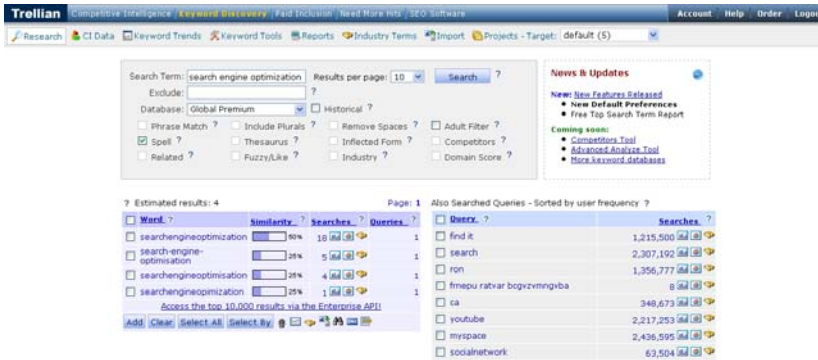 Trellian Competitive Intelligence Keyword Discovery Paid Inclusion Need More Hits SEO Software Account Help Order Logou
Research CI Data Keyword Trends Keyword Tools Reports Industry Terms Import Projects - Target: default (5)
Search Term: search engine optimization Results per page: 10 Search ?
Exclude: ?
Database: Global Premium Historical ?
Phrase Match ? Include Plurals ? Remove Spaces ? Adult Filter ?
Spell ? Thesaurus ? Inflected Form ? Competitors ?
Related ? Fuzzy/Like ? Industry ? Domain Score ?
News & Updates
New: New Features Released
New Default Preferences
Free Top Search Term Report
Coming soon:
Competitors Tool
Advanced Analyze Tool
More keyword databases
? Estimated results: 4 Page: 1
Word ? Similarity ? Searches ? Queries ?
searchengineoptimization 50% 18 1
search-engine-
optimisation 25% 5 1
searchengineoptimisation 25% 4 1
searchengineopimization 25% 1 1
Access the top 10,000 results via the Enterprise API!
Add Clear Select All Select By
Also Searched Queries - Sorted by user frequency ?
Query ? Searches ?
find it 1,215,500
search 2,307,192
ron 1,356,777
fmepu ratvar bcgvzvmngvba 8
ca 348,673
youtube 2,217,253
myspace 2,436,595
socialnetwork 63,504